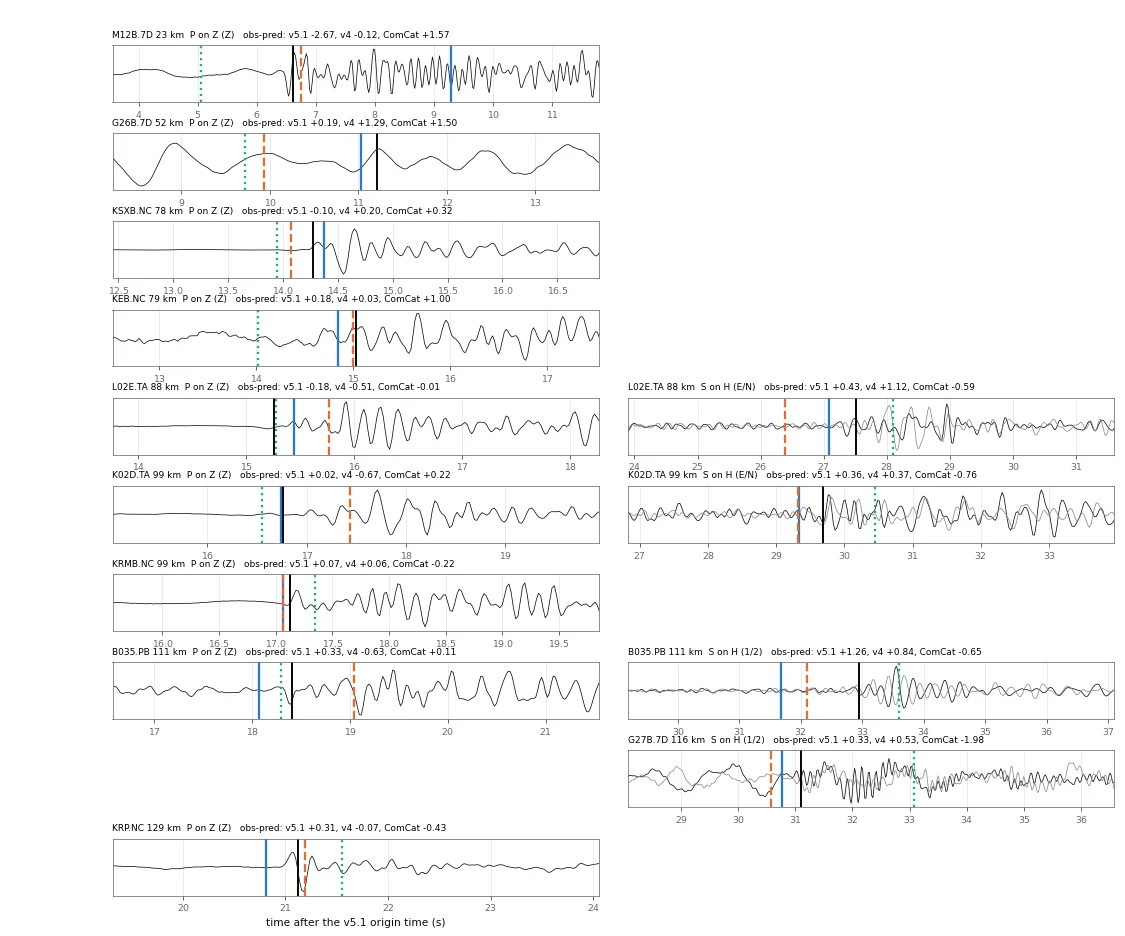 M12B.7D 23 km  P on Z (Z)   obs-pred: v5.1 -2.67, v4 -0.12, ComCat +1.57
4 5 6 7 8 9 10 11
G26B.7D 52 km  P on Z (Z)   obs-pred: v5.1 +0.19, v4 +1.29, ComCat +1.50
9 10 11 12 13
KSXB.NC 78 km  P on Z (Z)   obs-pred: v5.1 -0.10, v4 +0.20, ComCat +0.32
12.5 13.0 13.5 14.0 14.5 15.0 15.5 16.0 16.5
KEB.NC 79 km  P on Z (Z)   obs-pred: v5.1 +0.18, v4 +0.03, ComCat +1.00
13 14 15 16 17
L02E.TA 88 km  P on Z (Z)   obs-pred: v5.1 -0.18, v4 -0.51, ComCat -0.01
14 15 16 17 18
L02E.TA 88 km  S on H (E/N)   obs-pred: v5.1 +0.43, v4 +1.12, ComCat -0.59
24 25 26 27 28 29 30 31
K02D.TA 99 km  P on Z (Z)   obs-pred: v5.1 +0.02, v4 -0.67, ComCat +0.22
16 17 18 19
K02D.TA 99 km  S on H (E/N)   obs-pred: v5.1 +0.36, v4 +0.37, ComCat -0.76
27 28 29 30 31 32 33
KRMB.NC 99 km  P on Z (Z)   obs-pred: v5.1 +0.07, v4 +0.06, ComCat -0.22
16.0 16.5 17.0 17.5 18.0 18.5 19.0 19.5
B035.PB 111 km  P on Z (Z)   obs-pred: v5.1 +0.33, v4 -0.63, ComCat +0.11
17 18 19 20 21
B035.PB 111 km  S on H (1/2)   obs-pred: v5.1 +1.26, v4 +0.84, ComCat -0.65
30 31 32 33 34 35 36 37
G27B.7D 116 km  S on H (1/2)   obs-pred: v5.1 +0.33, v4 +0.53, ComCat -1.98
29 30 31 32 33 34 35 36
KRP.NC 129 km  P on Z (Z)   obs-pred: v5.1 +0.31, v4 -0.07, ComCat -0.43
20 21 22 23 24
time after the v5.1 origin time (s)